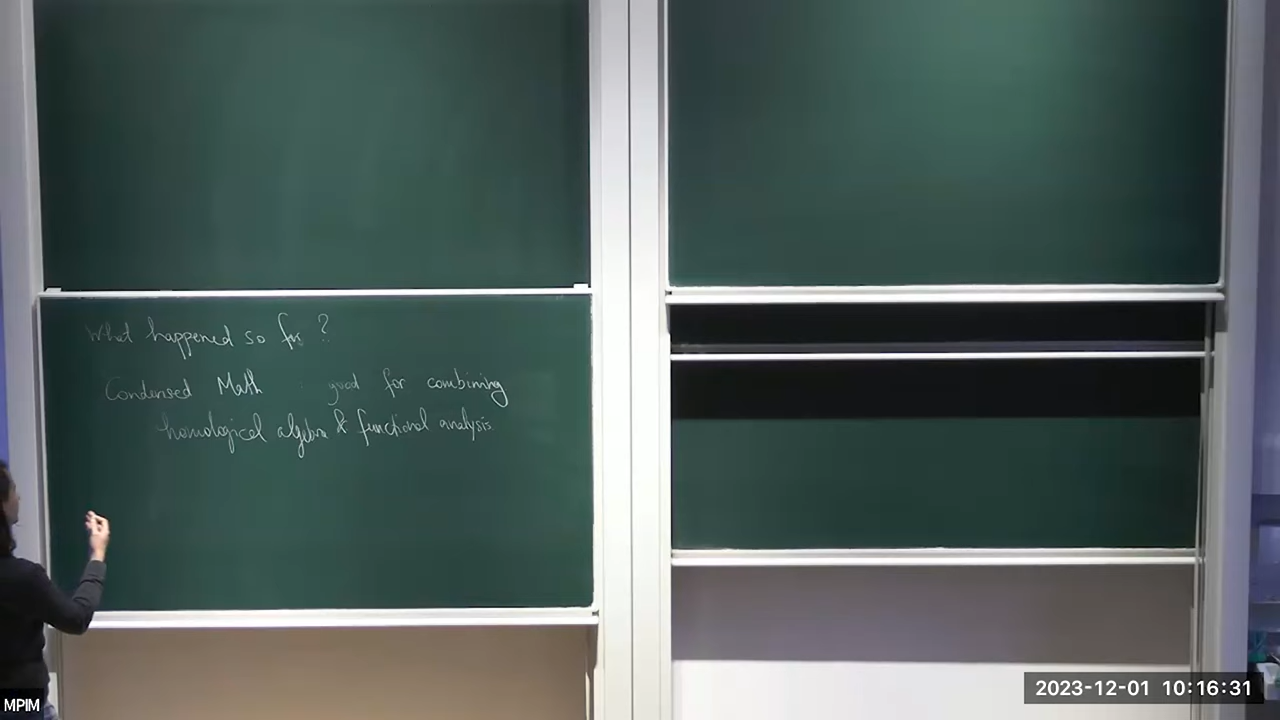 What happened so far ?
Condensed Math : good for combining
homological algebra & functional analysis
MPIM
2023-12-01 10:16:31